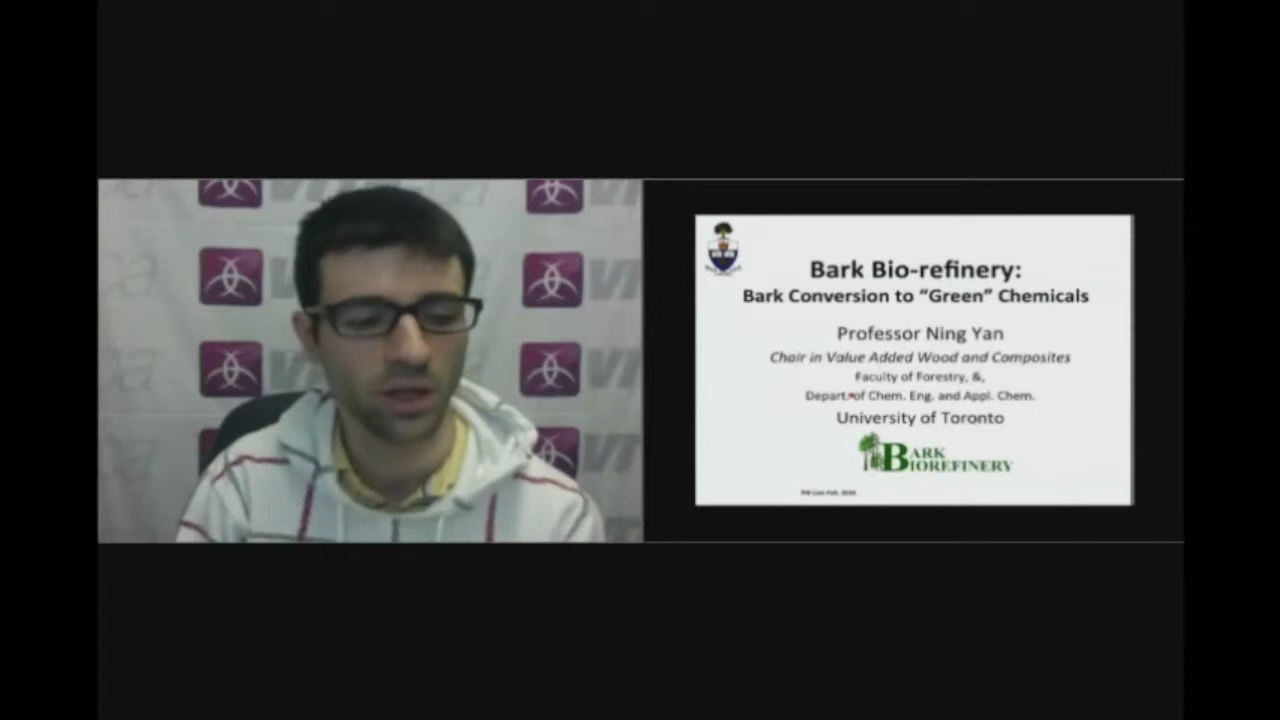 Bark Bio-refinery:
Bark Conversion to “Green” Chemicals
Professor Ning Yan
Chair in Value Added Wood and Composites
Faculty of Forestry, &,
Depart. of Chem. Eng. and Appl. Chem.
University of Toronto
BARK
BIOREFINERY